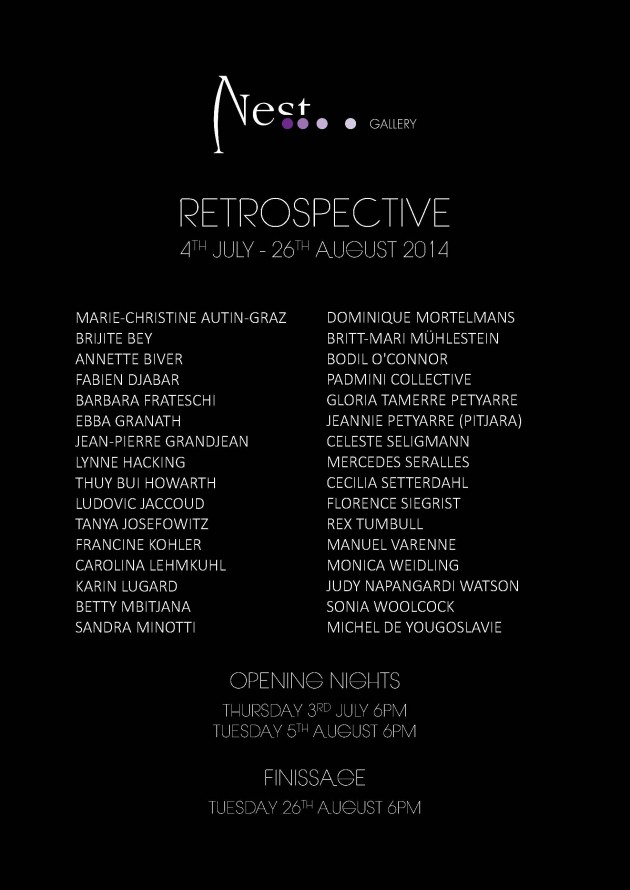 Nest
GALLERY
RETROSPECTIVE
4TH JULY - 26TH AUGUST 2014
MARIE-CHRISTINE AUTIN-GRAZ
BRIJITE BEY
ANNETTE BIVER
FABIEN DJABAR
BARBARA FRATESCHI
EBBA GRANATH
JEAN-PIERRE GRANDJEAN
LYNNE HACKING
THUY BUI HOWARTH
LUDOVIC JACCOUD
TANYA JOSEFOWITZ
FRANCINE KOHLER
CAROLINA LEHMKUHL
KARIN LUGARD
BETTY MBITJANA
SANDRA MINOTTI
DOMINIQUE MORTELMANS
BRITT-MARI MÜHLESTEIN
BODIL O'CONNOR
PADMINI COLLECTIVE
GLORIA TAMERRE PETYARRE
JEANNIE PETYARRE (PITJARA)
CELESTE SELIGMANN
MERCEDES SERALLES
CECILIA SETTERDAHL
FLORENCE SIEGRIST
REX TUMBULL
MANUEL VARENNE
MONICA WEIDLING
JUDY NAPANGARDI WATSON
SONIA WOOLCOCK
MICHEL DE YOUGOSLAVIE
OPENING NIGHTS
THURSDAY 3RD JULY 6PM
TUESDAY 5TH AUGUST 6PM
FINISSAGE
TUESDAY 26TH AUGUST 6PM